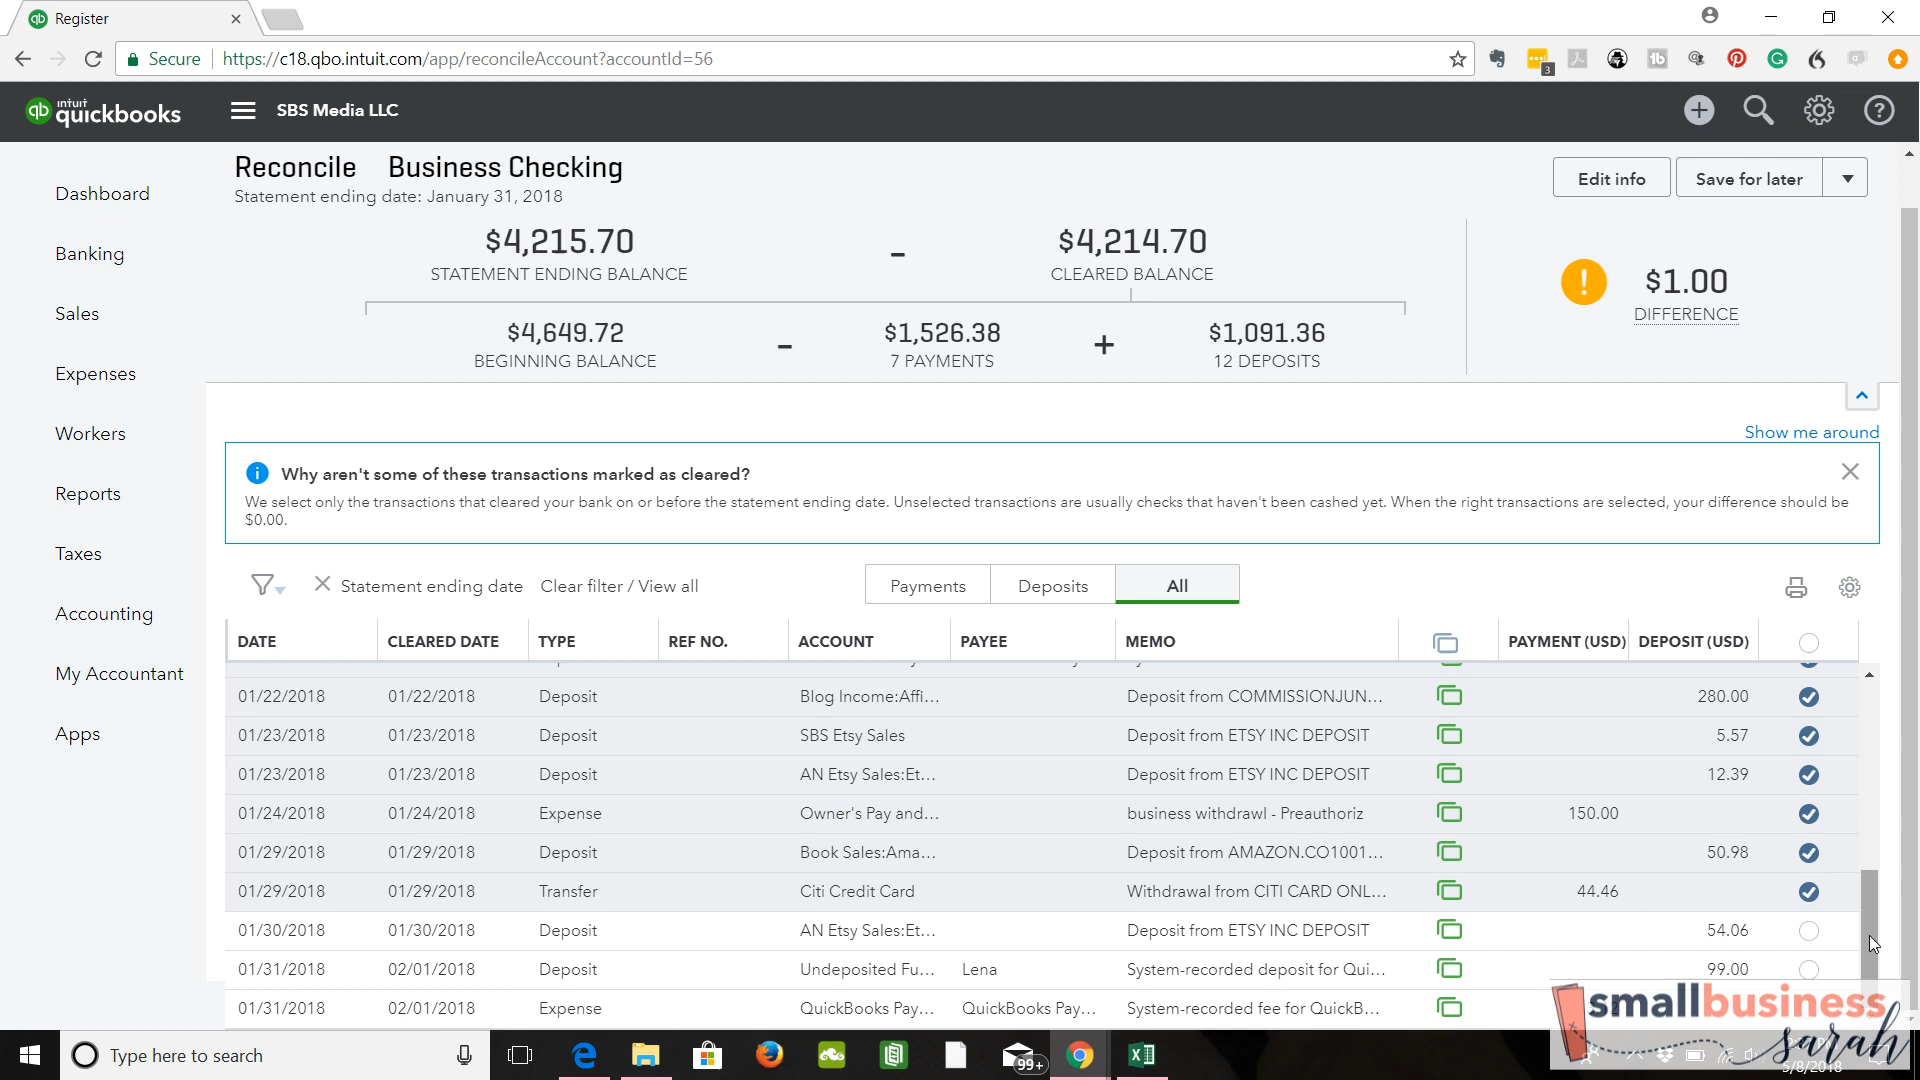 Register
Secure
https://c18.qbo.intuit.com/app/reconcileAccount?accountId=56
3
intuit
quickbooks
SBS Media LLC
Dashboard
Banking
Sales
Expenses
Workers
Reports
Taxes
Accounting
My Accountant
Apps
Reconcile Business Checking
Statement ending date: January 31, 2018
Edit info
Save for later
$4,215.70 - $4,214.70
STATEMENT ENDING BALANCE CLEARED BALANCE
$1.00
DIFFERENCE
$4,649.72 - $1,526.38 + $1,091.36
BEGINNING BALANCE 7 PAYMENTS 12 DEPOSITS
Show me around
Why aren't some of these transactions marked as cleared?
We select only the transactions that cleared your bank on or before the statement ending date. Unselected transactions are usually checks that haven't been cashed yet. When the right transactions are selected, your difference should be
$0.00.
Statement ending date Clear filter / View all Payments Deposits All
DATE CLEARED DATE TYPE REF NO. ACCOUNT PAYEE MEMO PAYMENT (USD) DEPOSIT (USD)
01/22/2018 01/22/2018 Deposit Blog Income:Affi... Deposit from COMMISSIONJUN... 280.00
01/23/2018 01/23/2018 Deposit SBS Etsy Sales Deposit from ETSY INC DEPOSIT 5.57
01/23/2018 01/23/2018 Deposit AN Etsy Sales:Et... Deposit from ETSY INC DEPOSIT 12.39
01/24/2018 01/24/2018 Expense Owner's Pay and... business withdrawl - Preauthoriz 150.00
01/29/2018 01/29/2018 Deposit Book Sales:Ama... Deposit from AMAZON.CO1001... 50.98
01/29/2018 01/29/2018 Transfer Citi Credit Card Withdrawal from CITI CARD ONL... 44.46
01/30/2018 01/30/2018 Deposit AN Etsy Sales:Et... Deposit from ETSY INC DEPOSIT 54.06
01/31/2018 02/01/2018 Deposit Undeposited Fu... Lena System-recorded deposit for Qui... 99.00
01/31/2018 02/01/2018 Expense QuickBooks Pay... QuickBooks Pay... System-recorded fee for QuickB...
smallbusiness
sarah
Type here to search
99+
5/8/2018